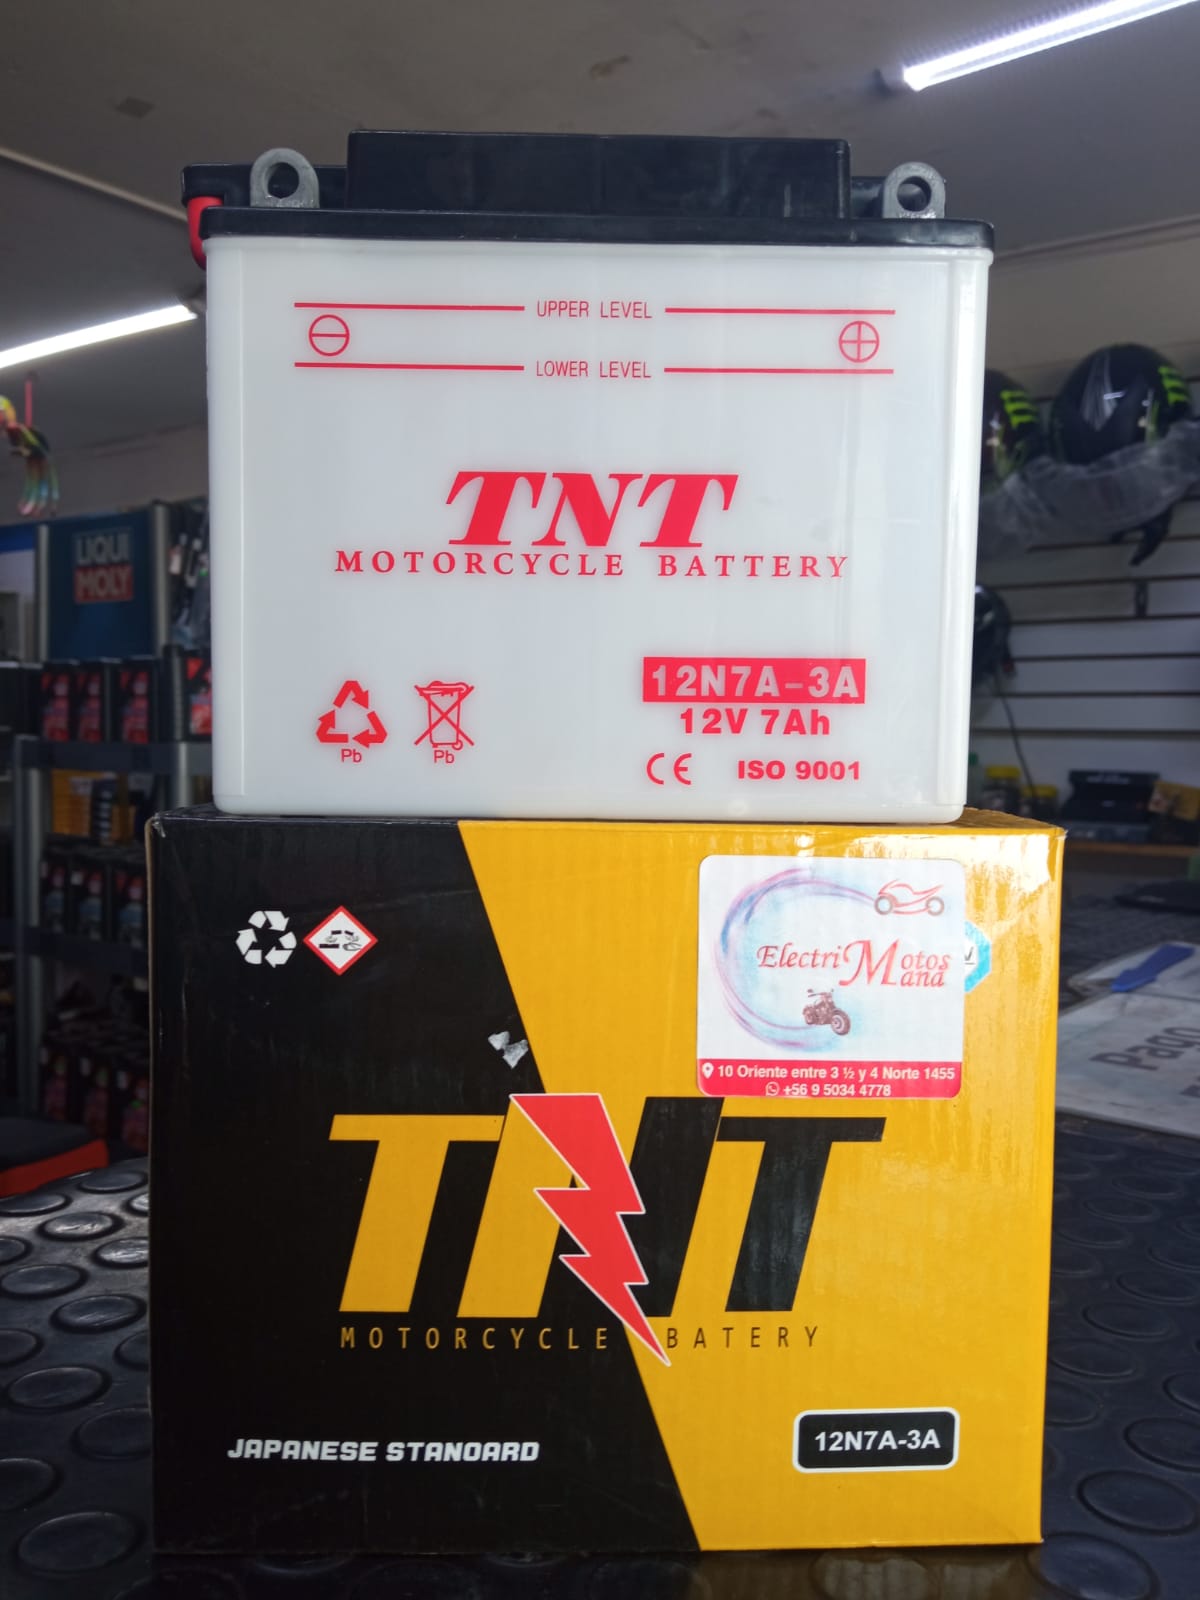 UPPER LEVEL
LOWER LEVEL
TNT
MOTORCYCLE BATTERY
12N7A-3A
12V 7Ah
Pb
Pb
CE
ISO 9001
LIQUI
MOLY
Electri Motos
Maná
10 Oriente entre 3 ½ y 4 Norte 1455
+56 9 5034 4778
TNT
MOTORCYCLE BATERY
JAPANESE STANDARD
12N7A-3A